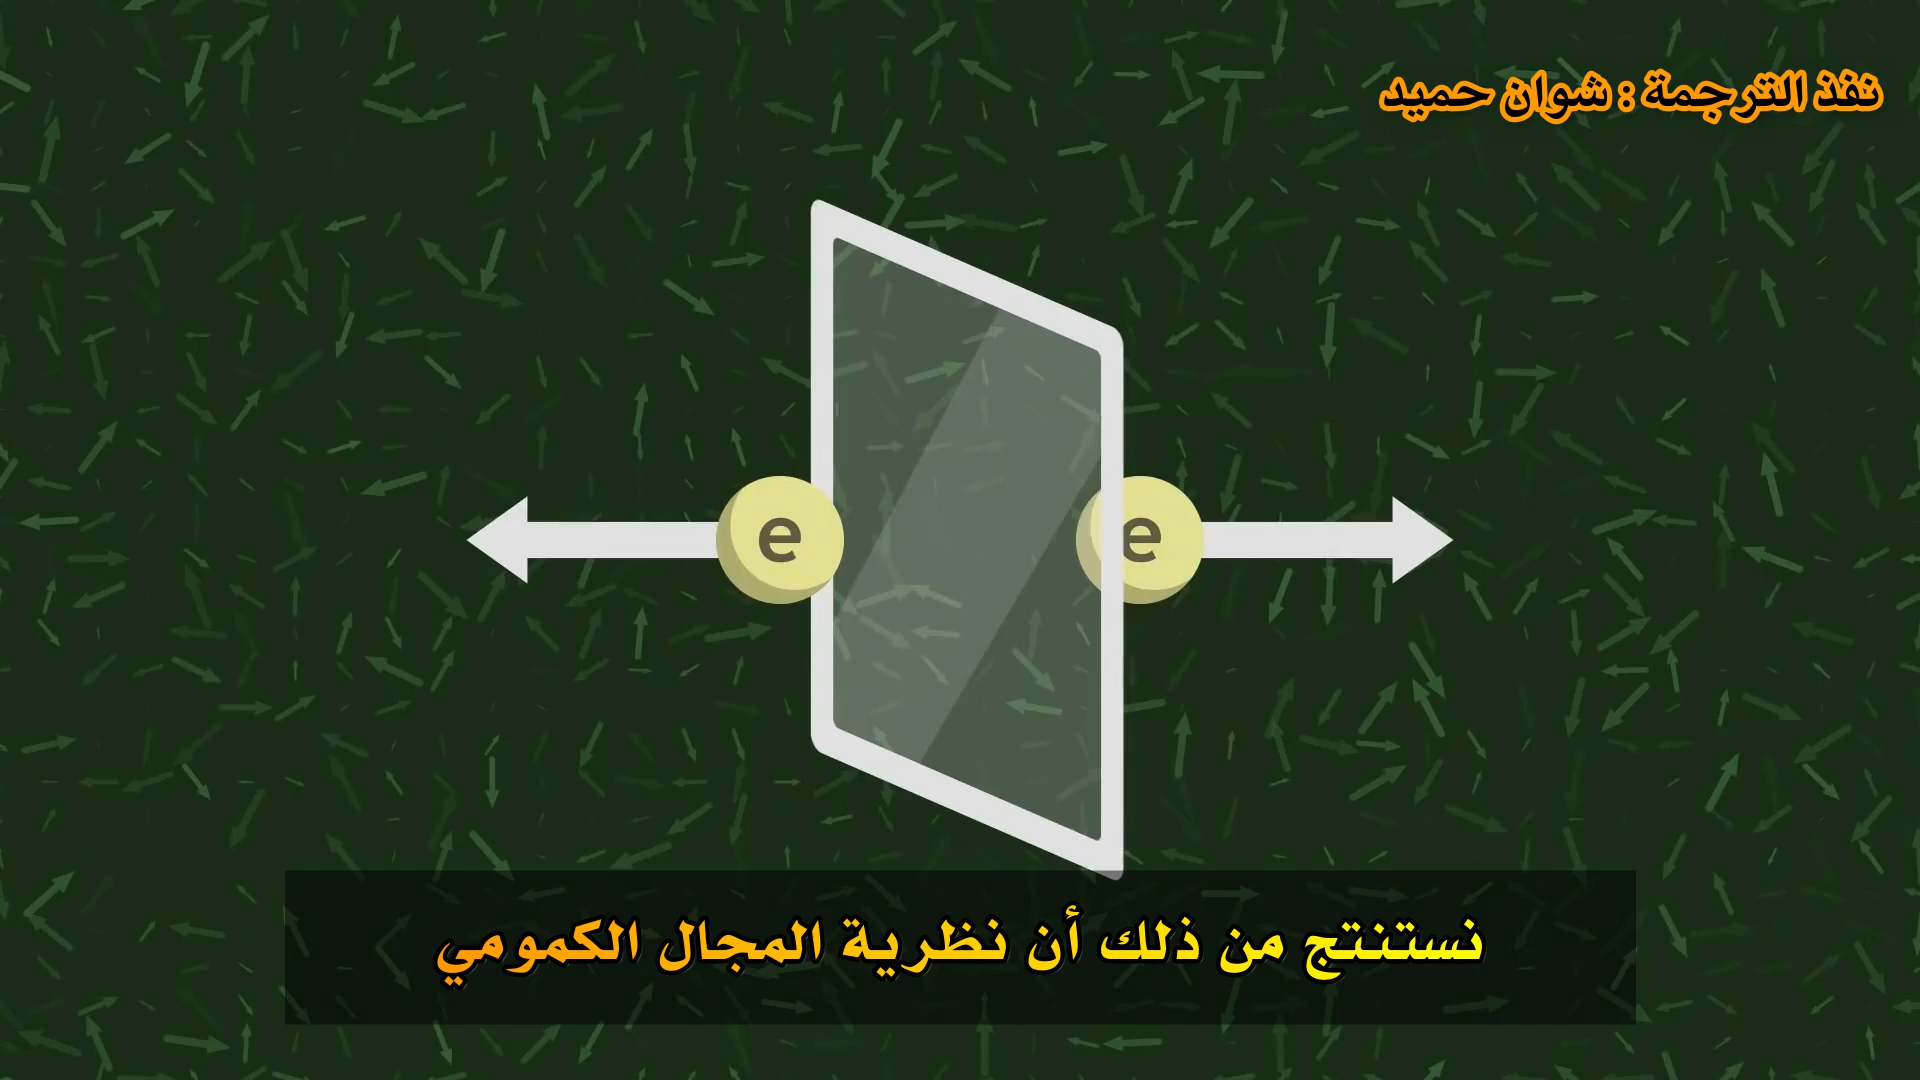 نفذ الترجمة : شوان حميد
e e
نستنتج من ذلك أن نظرية المجال الكمومي